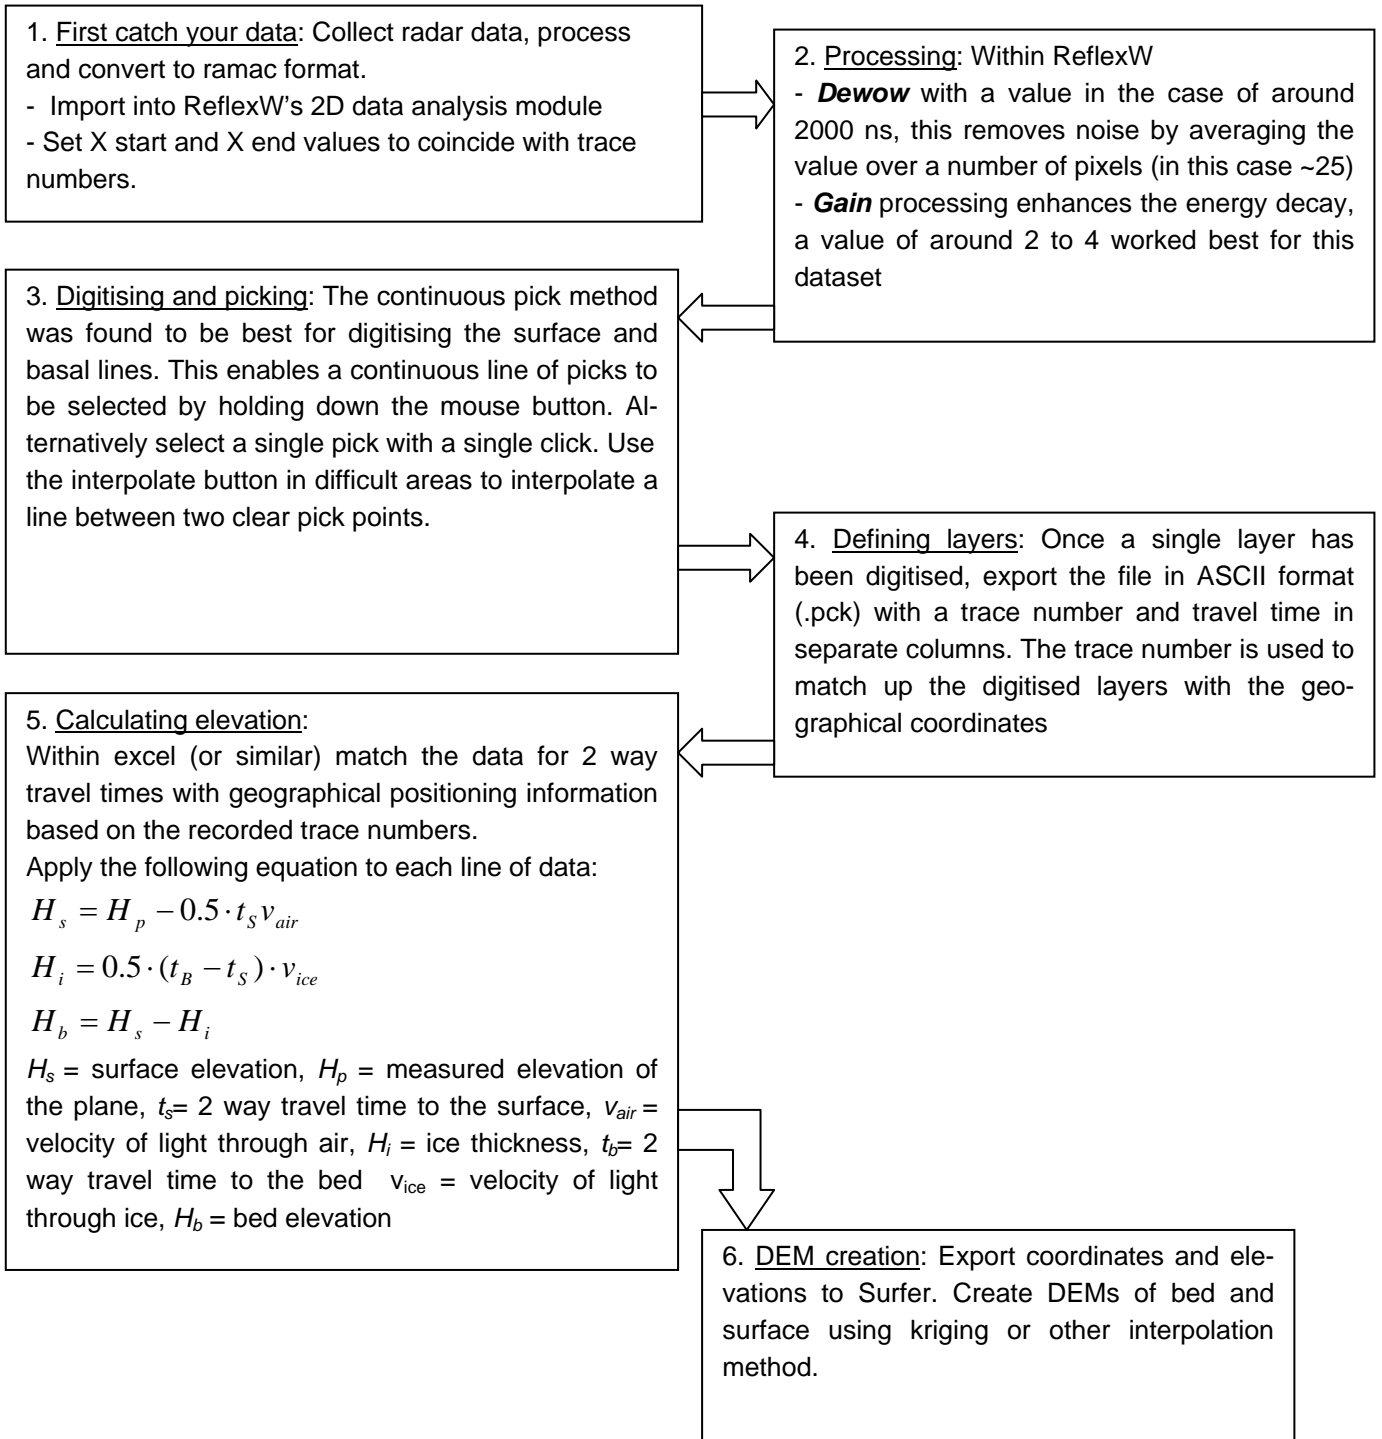 1. First catch your data: Collect radar data, process
and convert to ramac format.
- Import into ReflexW's 2D data analysis module
- Set X start and X end values to coincide with trace
numbers.
2. Processing: Within ReflexW
- Dewow with a value in the case of around
2000 ns, this removes noise by averaging the
value over a number of pixels (in this case ~25)
- Gain processing enhances the energy decay,
a value of around 2 to 4 worked best for this
dataset
3. Digitising and picking: The continuous pick method
was found to be best for digitising the surface and
basal lines. This enables a continuous line of picks to
be selected by holding down the mouse button. Al-
ternatively select a single pick with a single click. Use
the interpolate button in difficult areas to interpolate a
line between two clear pick points.
4. Defining layers: Once a single layer has
been digitised, export the file in ASCII format
(.pck) with a trace number and travel time in
separate columns. The trace number is used to
match up the digitised layers with the geo-
graphical coordinates
5. Calculating elevation:
Within excel (or similar) match the data for 2 way
travel times with geographical positioning information
based on the recorded trace numbers.
Apply the following equation to each line of data:
H_s = H_p − 0.5 · t_S v_air
H_i = 0.5 · (t_B − t_S) · v_ice
H_b = H_s − H_i
H_s = surface elevation, H_p = measured elevation of
the plane, t_s= 2 way travel time to the surface, v_air =
velocity of light through air, H_i = ice thickness, t_b= 2
way travel time to the bed v_ice = velocity of light
through ice, H_b = bed elevation
6. DEM creation: Export coordinates and ele-
vations to Surfer. Create DEMs of bed and
surface using kriging or other interpolation
method.